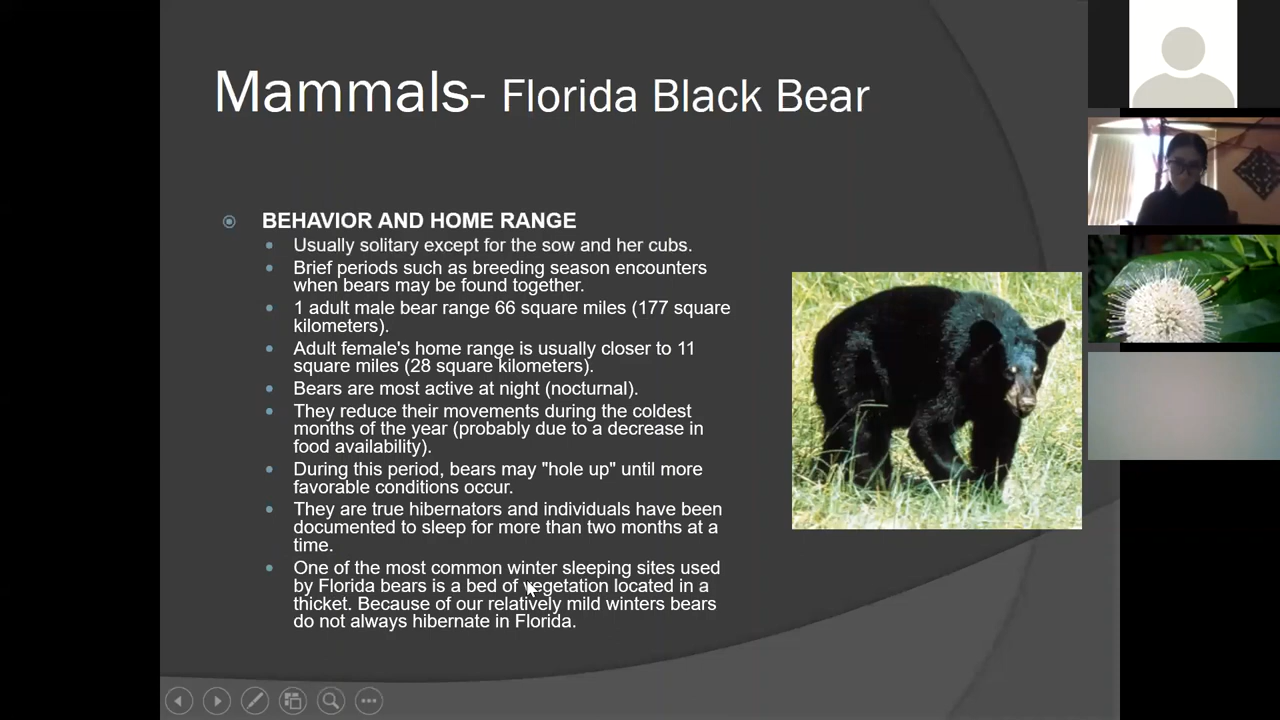 Mammals- Florida Black Bear
BEHAVIOR AND HOME RANGE
Usually solitary except for the sow and her cubs.
Brief periods such as breeding season encounters
when bears may be found together.
1 adult male bear range 66 square miles (177 square
kilometers).
Adult female's home range is usually closer to 11
square miles (28 square kilometers).
Bears are most active at night (nocturnal).
They reduce their movements during the coldest
months of the year (probably due to a decrease in
food availability).
During this period, bears may "hole up" until more
favorable conditions occur.
They are true hibernators and individuals have been
documented to sleep for more than two months at a
time.
One of the most common winter sleeping sites used
by Florida bears is a bed of vegetation located in a
thicket. Because of our relatively mild winters bears
do not always hibernate in Florida.